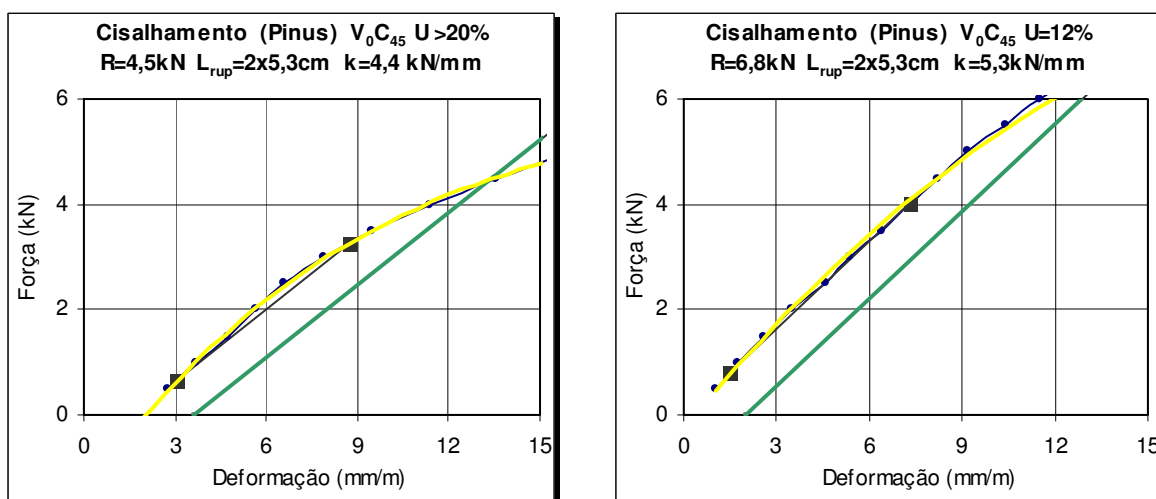 Cisalhamento (Pinus) V₀C₄₅ U >20%
R=4,5kN Lrup=2x5,3cm k=4,4 kN/mm
6
4
2
0
Força (kN)
0 3 6 9 12 15
Deformação (mm/m)
Cisalhamento (Pinus) V₀C₄₅ U=12%
R=6,8kN Lrup=2x5,3cm k=5,3kN/mm
6
4
2
0
Força (kN)
0 3 6 9 12 15
Deformação (mm/m)